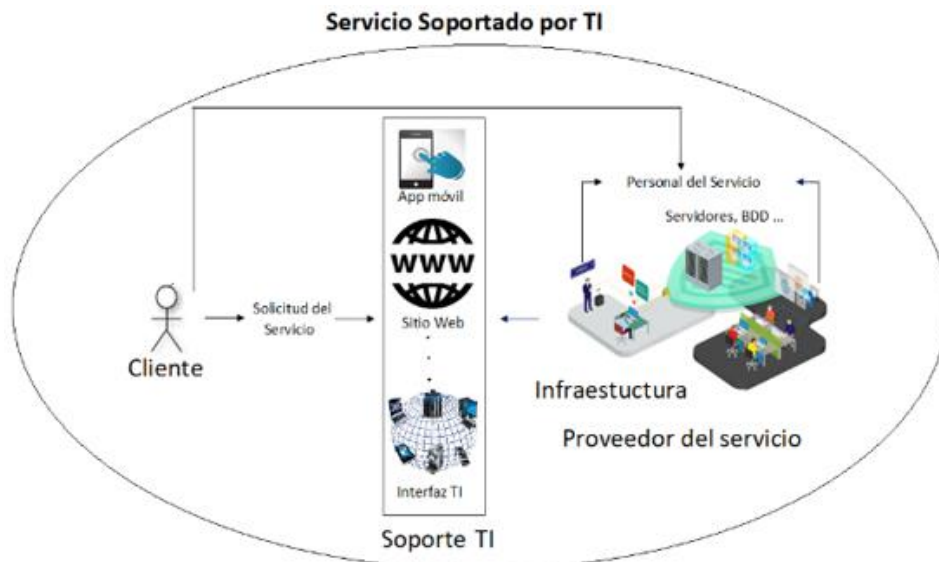 Servicio Soportado por TI
App móvil
Personal del Servicio
Servidores, BDD ...
WWW
Solicitud del
Servicio
Sitio Web
Cliente
Infraestuctura
Proveedor del servicio
Interfaz TI
Soporte TI